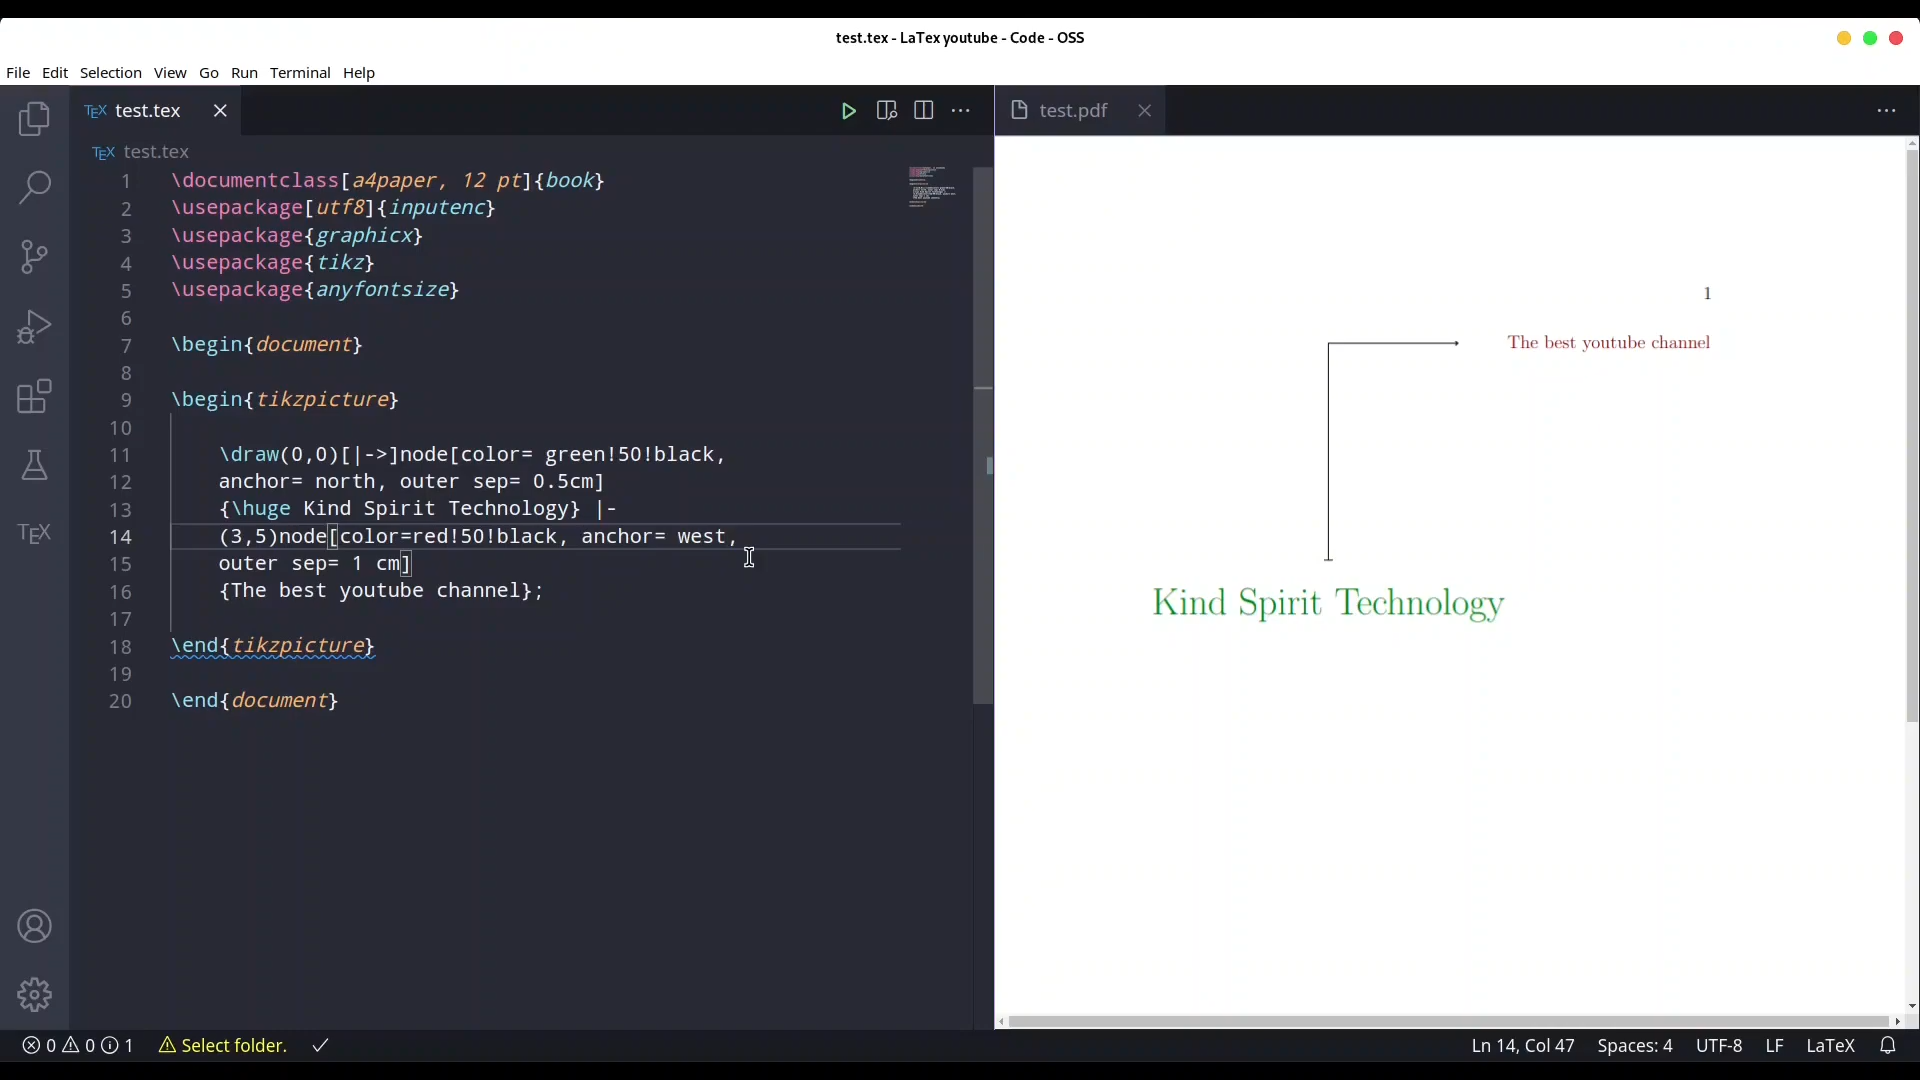 test.tex - LaTex youtube - Code - OSS
File Edit Selection View Go Run Terminal Help
TEX test.tex
test.pdf
TEX test.tex
1 \documentclass[a4paper, 12 pt]{book}
2 \usepackage[utf8]{inputenc}
3 \usepackage{graphicx}
4 \usepackage{tikz}
5 \usepackage{anyfontsize}
6
7 \begin{document}
8
9 \begin{tikzpicture}
10
11 \draw(0,0)[|->]node[color= green!50!black,
12 anchor= north, outer sep= 0.5cm]
13 {\huge Kind Spirit Technology} |-
14 (3,5)node[color=red!50!black, anchor= west,
15 outer sep= 1 cm]
16 {The best youtube channel};
17
18 \end{tikzpicture}
19
20 \end{document}
TEX
1
The best youtube channel
Kind Spirit Technology
0 0 1 Select folder.
Ln 14, Col 47 Spaces: 4 UTF-8 LF LaTeX